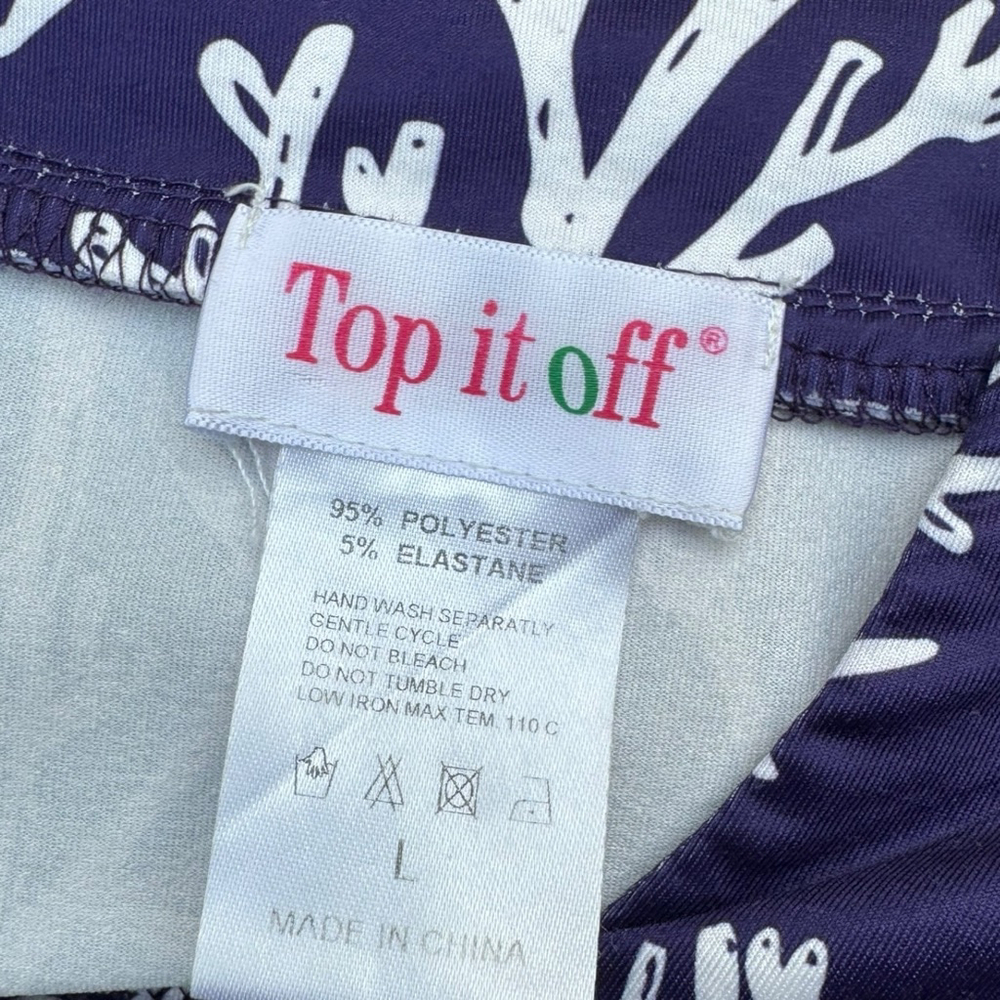 Top it off®
95% POLYESTER
5% ELASTANE
HAND WASH SEPARATLY
GENTLE CYCLE
DO NOT BLEACH
DO NOT TUMBLE DRY
LOW IRON MAX TEM. 110 C
L
MADE IN CHINA